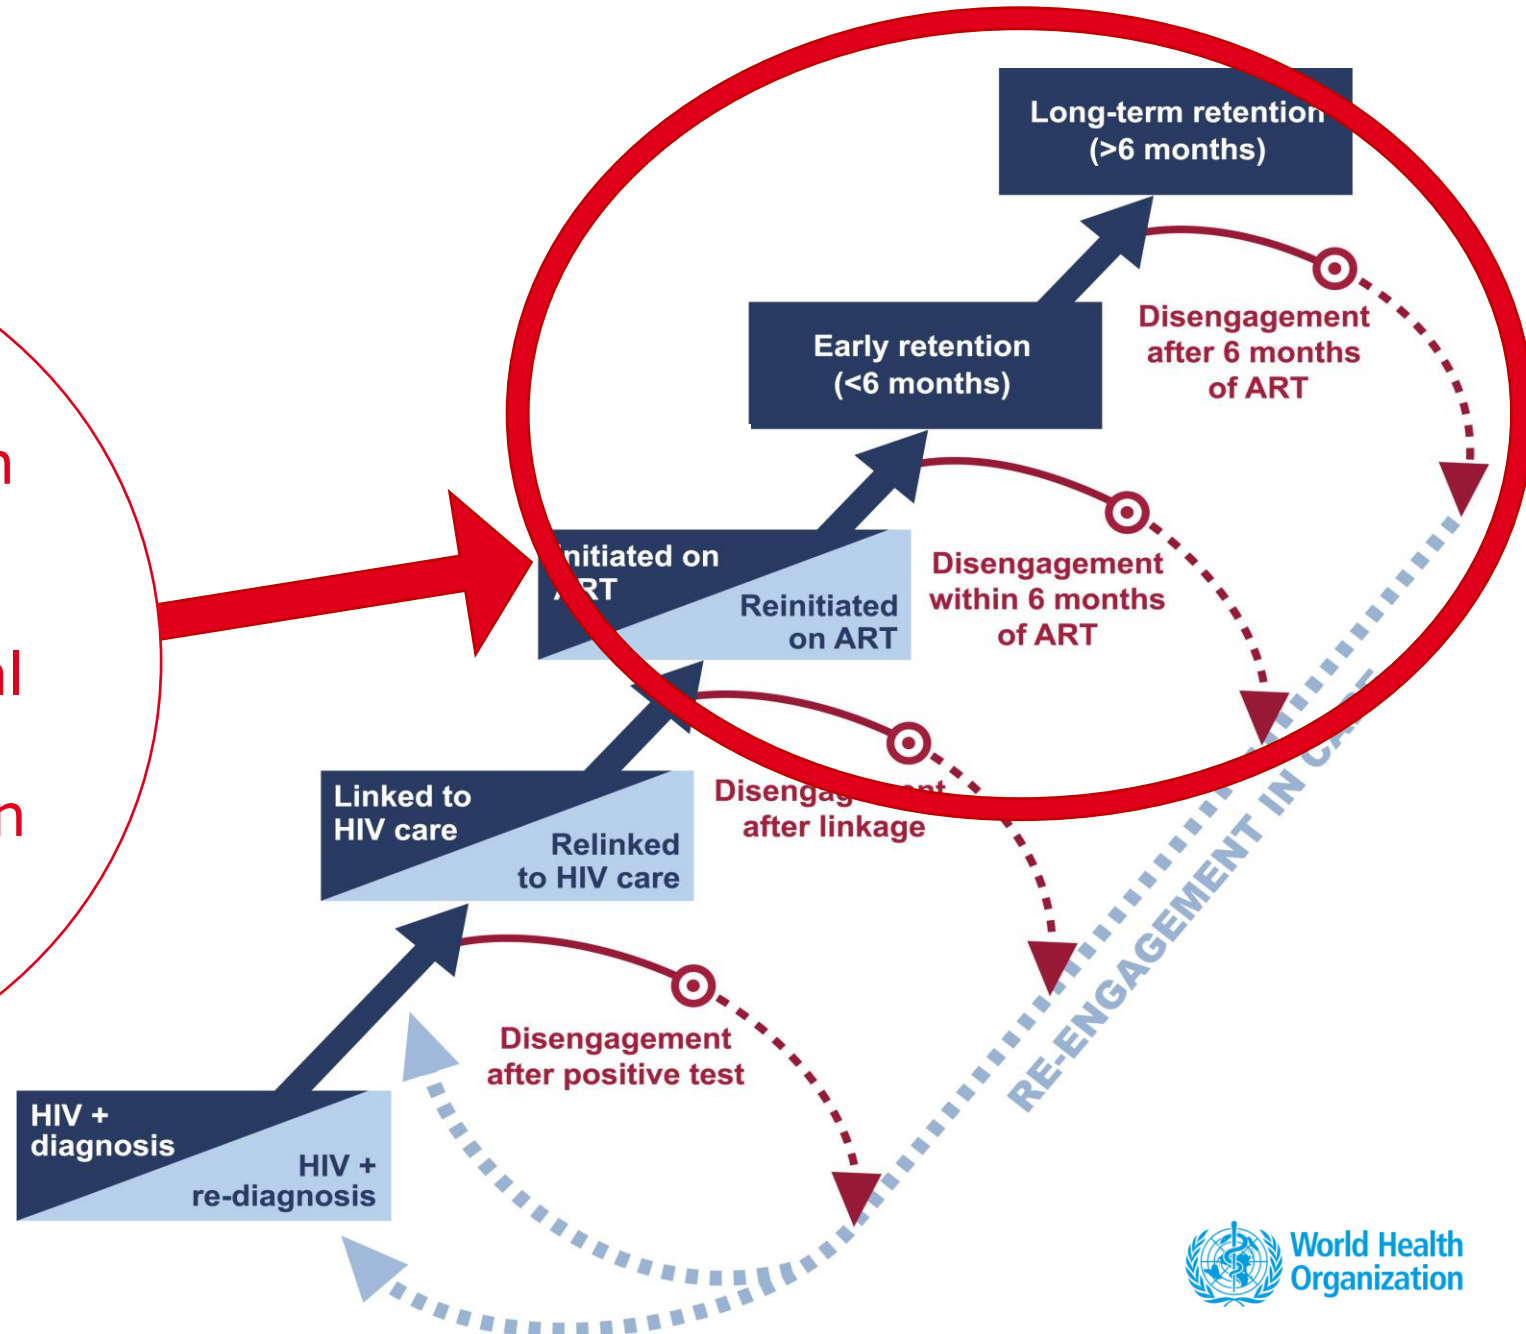 Long-term retention
(>6 months)
Disengagement
after 6 months
of ART
Early retention
(<6 months)
Initiated on
ART
Reinitiated
on ART
Disengagement
within 6 months
of ART
Linked to
HIV care
Relinked
to HIV care
Disengagement
after linkage
RE-ENGAGEMENT IN CARE
Disengagement
after positive test
HIV +
diagnosis
HIV +
re-diagnosis
World Health
Organization